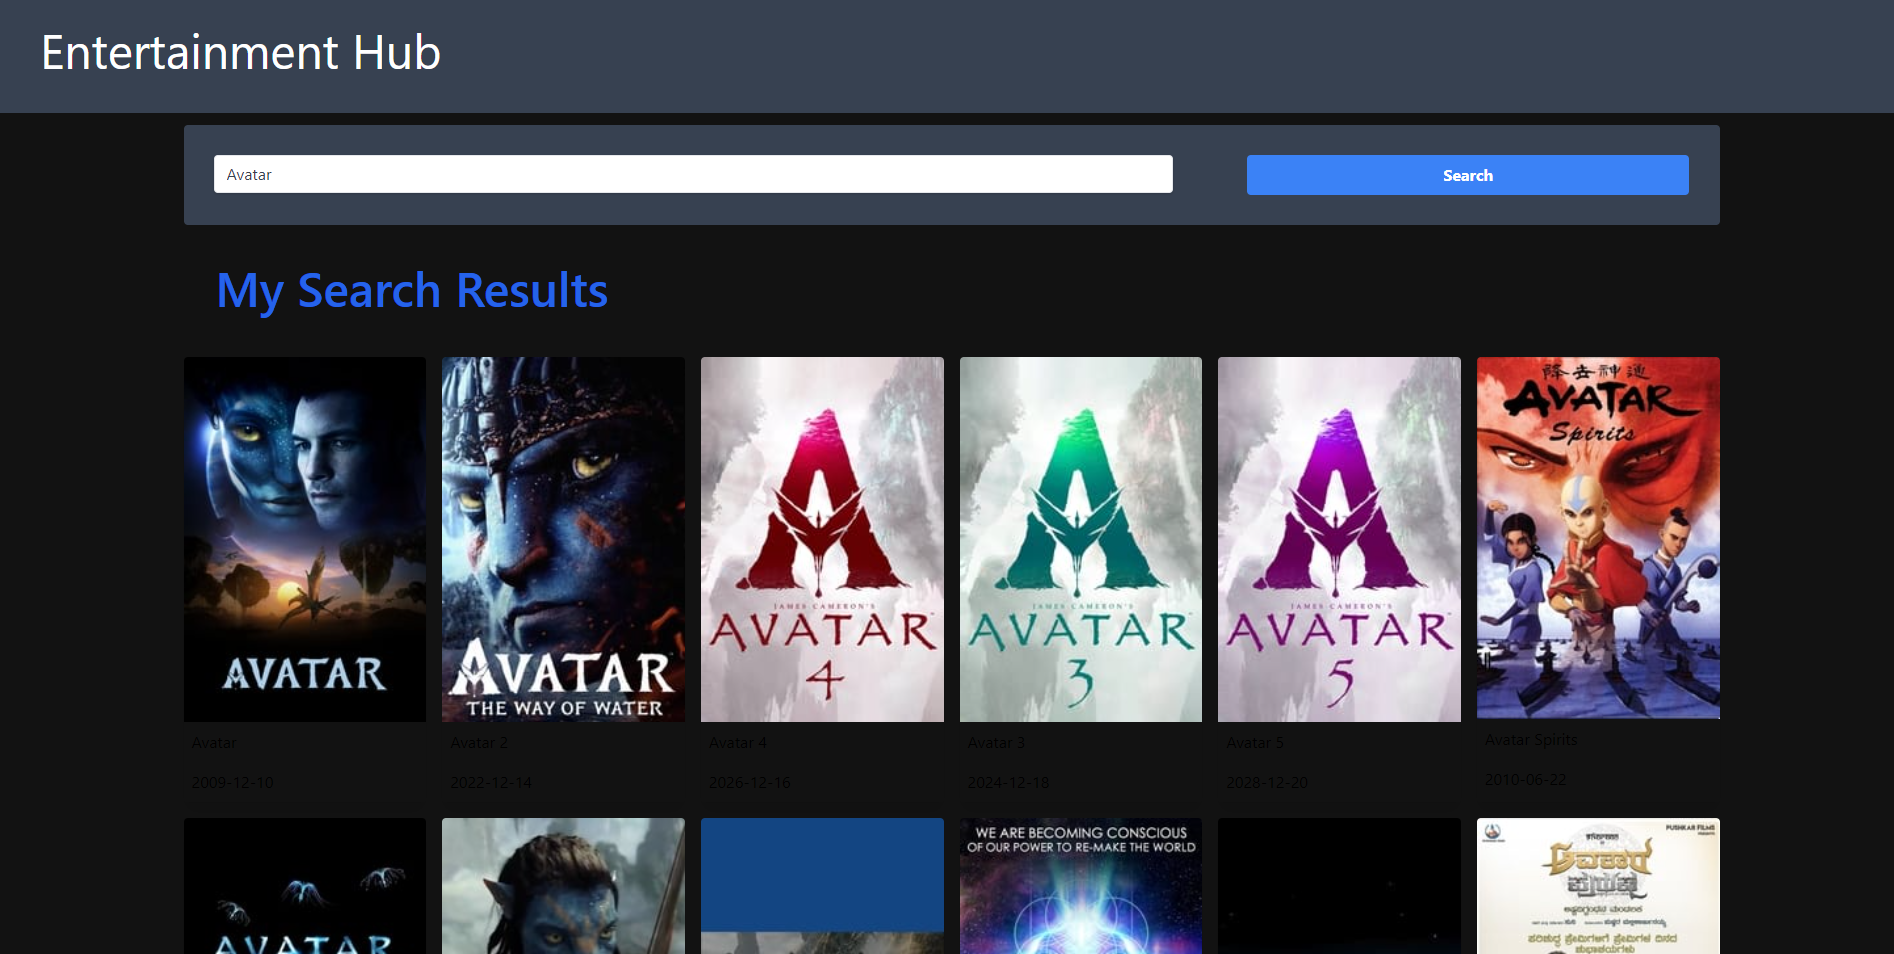 Entertainment Hub
Avatar
Search
My Search Results
AVATAR
AVATAR
THE WAY OF WATER
JAMES CAMERON'S
AVATAR
4
JAMES CAMERON'S
AVATAR
3
JAMES CAMERON'S
AVATAR
5
降去神通
AVATAR
Spirits
Avatar
2009-12-10
Avatar 2
2022-12-14
Avatar 4
2026-12-16
Avatar 3
2024-12-18
Avatar 5
2028-12-20
Avatar Spirits
2010-06-22
AVATAR
WE ARE BECOMING CONSCIOUS
OF OUR POWER TO RE-MAKE THE WORLD
PUSHKAR FILMS
ಅವತಾರ
ಪುರುಷ